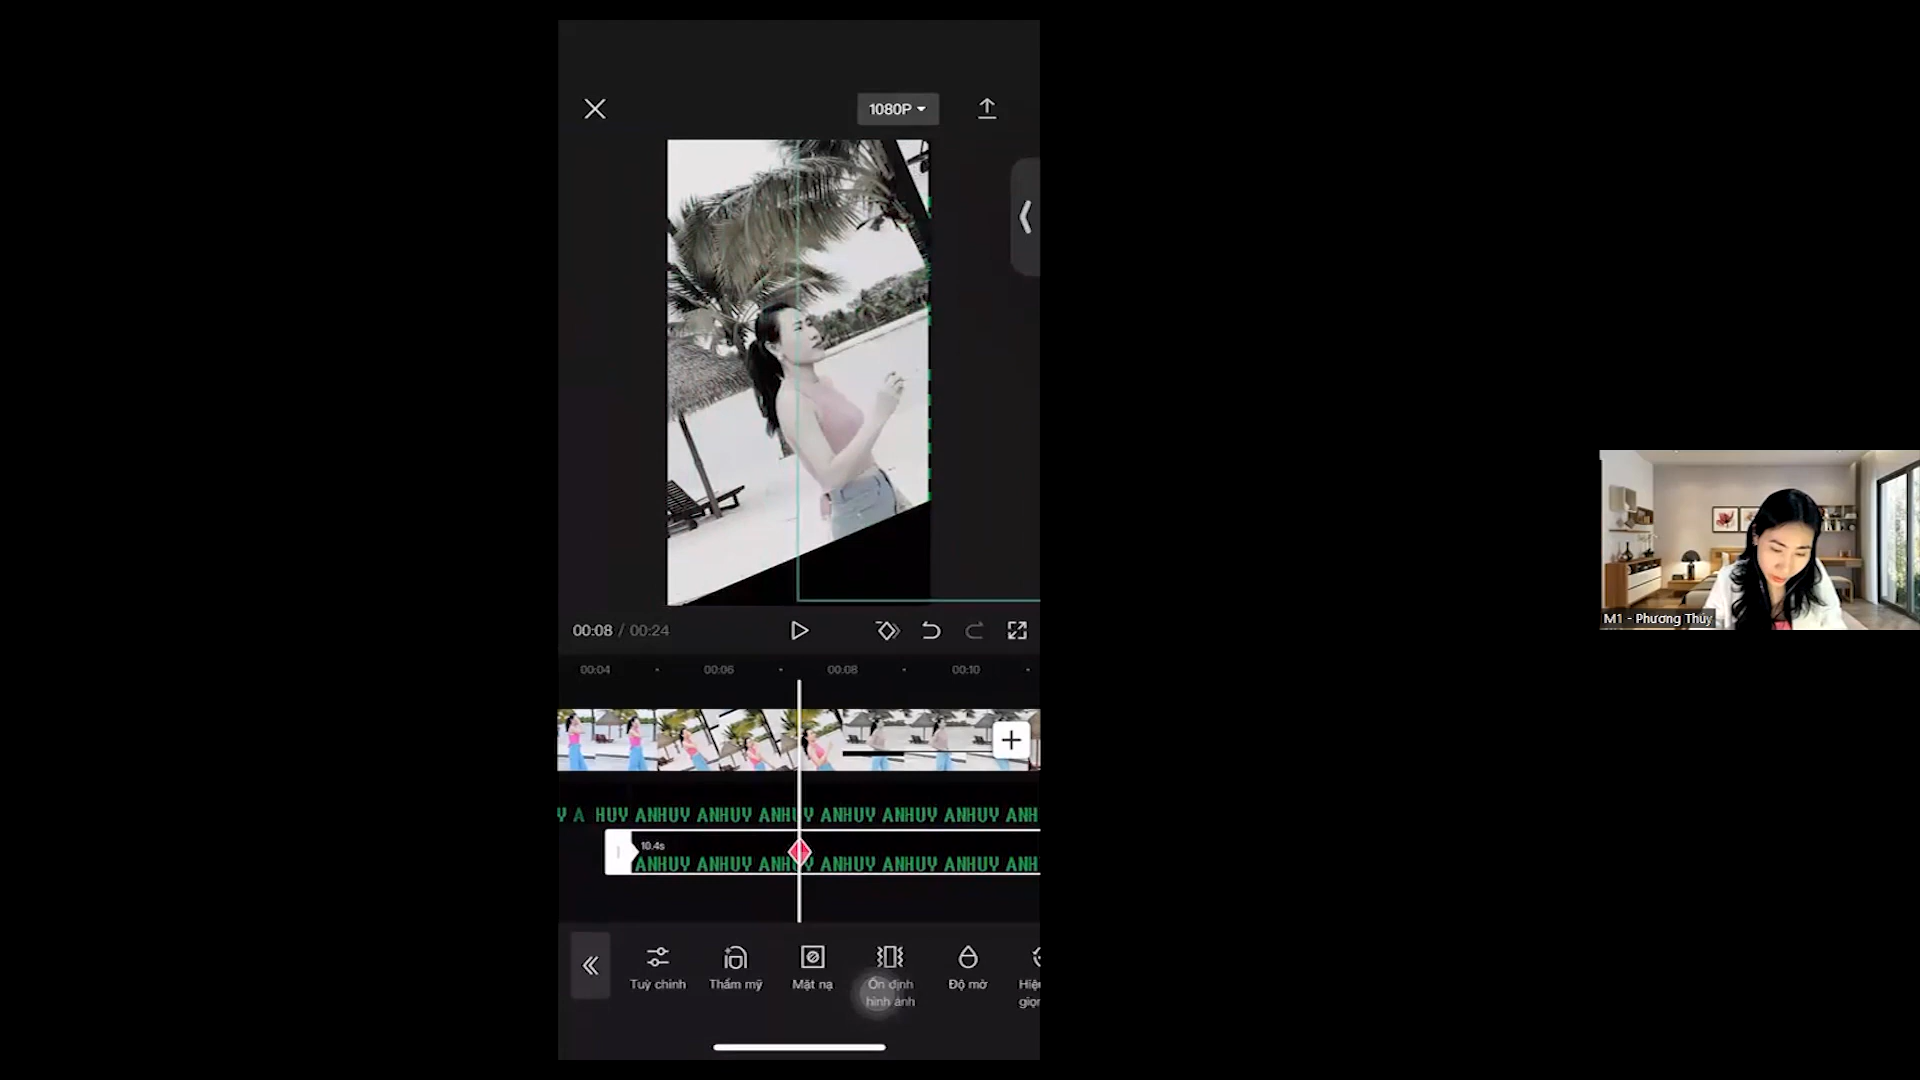 1080P
00:08 / 00:24
00:04 00:06 00:08 00:10
Y A HUY ANHUY ANHUY ANHUY ANHUY ANHUY ANHUY ANH
10.4s
ANHUY ANHUY ANHUY ANHUY ANHUY ANHUY ANH
Tuỳ chỉnh
Thẩm mỹ
Mặt nạ
Ổn định
hình ảnh
Độ mờ
M1 - Phương Thúy